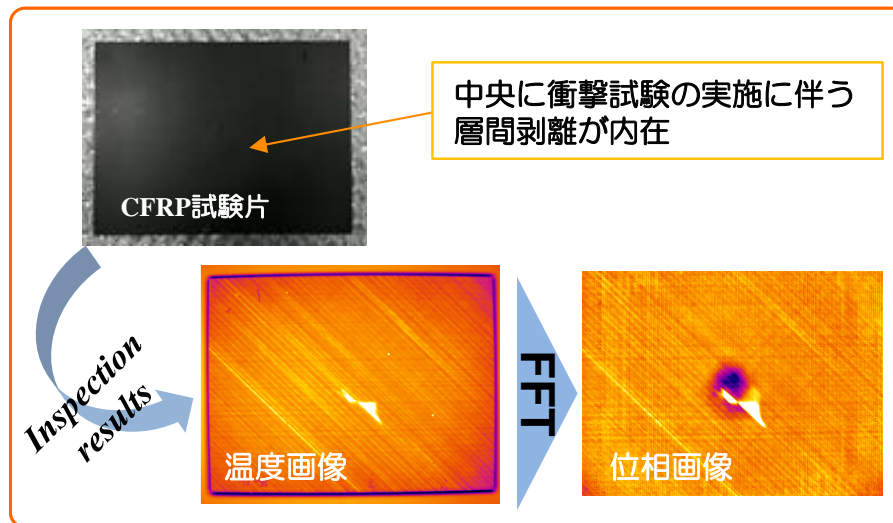 中央に衝撃試験の実施に伴う
層間剥離が内在
CFRP試験片
Inspection
results
温度画像
FFT
位相画像